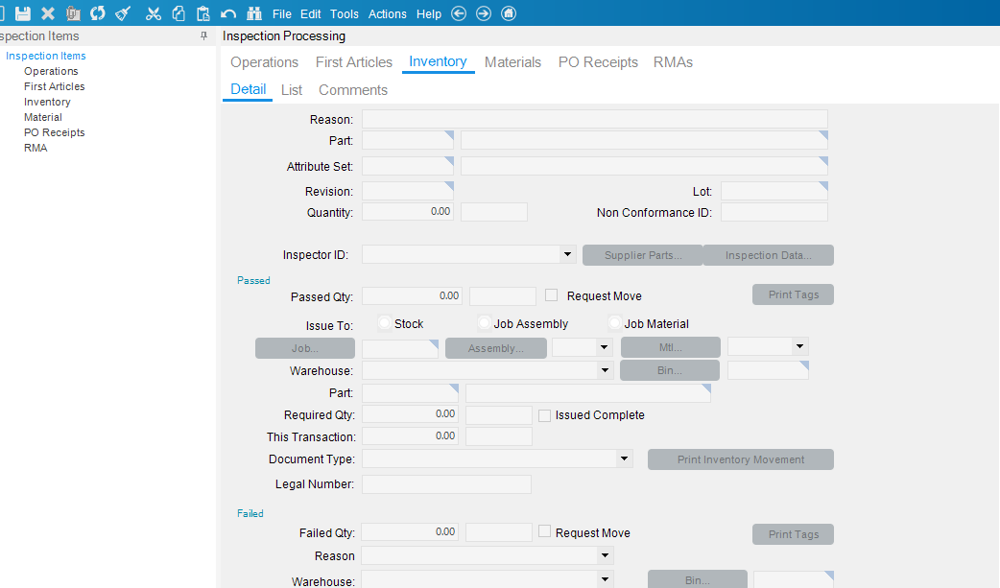 File Edit Tools Actions Help
spection Items
Inspection Items
Operations
First Articles
Inventory
Material
PO Receipts
RMA
Inspection Processing
Operations First Articles Inventory Materials PO Receipts RMAs
Detail List Comments
Reason:
Part:
Attribute Set:
Revision: Lot:
Quantity: 0.00 Non Conformance ID:
Inspector ID: Supplier Parts... Inspection Data...
Passed
Passed Qty: 0.00 Request Move Print Tags
Issue To: Stock Job Assembly Job Material
Job... Assembly... Mtl...
Warehouse: Bin...
Part:
Required Qty: 0.00 Issued Complete
This Transaction: 0.00
Document Type: Print Inventory Movement
Legal Number:
Failed
Failed Qty: 0.00 Request Move Print Tags
Reason
Warehouse: Bin...